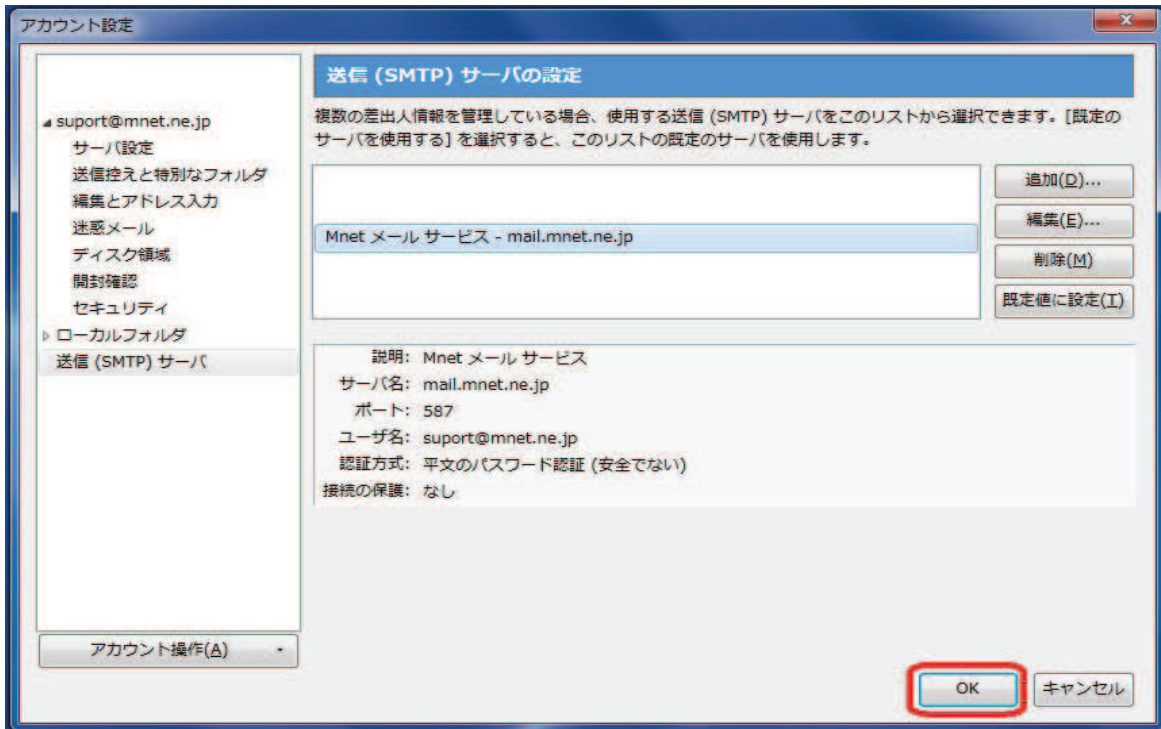 アカウント設定
suport@mnet.ne.jp
サーバ設定
送信控えと特別なフォルダ
編集とアドレス入力
迷惑メール
ディスク領域
開封確認
セキュリティ
ローカルフォルダ
送信 (SMTP) サーバ
アカウント操作(A)
送信 (SMTP) サーバの設定
複数の差出人情報を管理している場合、使用する送信 (SMTP) サーバをこのリストから選択できます。[既定の
サーバを使用する] を選択すると、このリストの既定のサーバを使用します。
Mnet メール サービス - mail.mnet.ne.jp
追加(D)...
編集(E)...
削除(M)
既定値に設定(T)
説明: Mnet メール サービス
サーバ名: mail.mnet.ne.jp
ポート: 587
ユーザ名: suport@mnet.ne.jp
認証方式: 平文のパスワード認証 (安全でない)
接続の保護: なし
OK
キャンセル